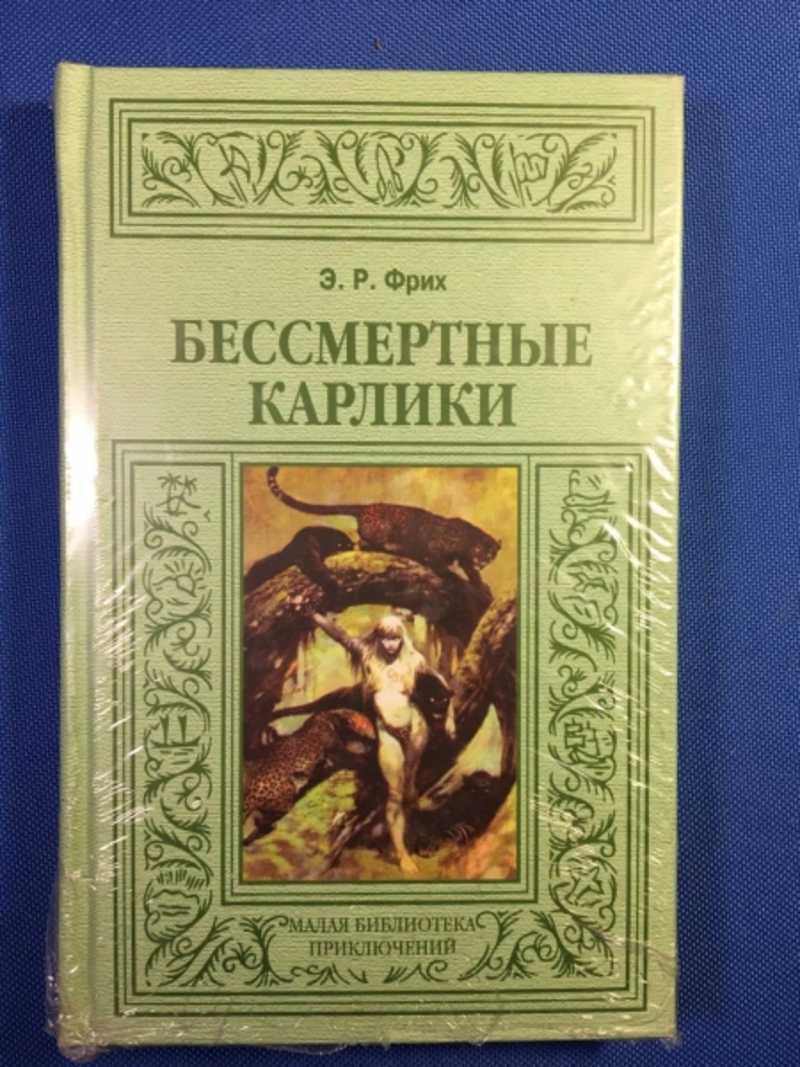 Э. Р. Фрих
БЕССМЕРТНЫЕ
КАРЛИКИ
МАЛАЯ БИБЛИОТЕКА
ПРИКЛЮЧЕНИЙ